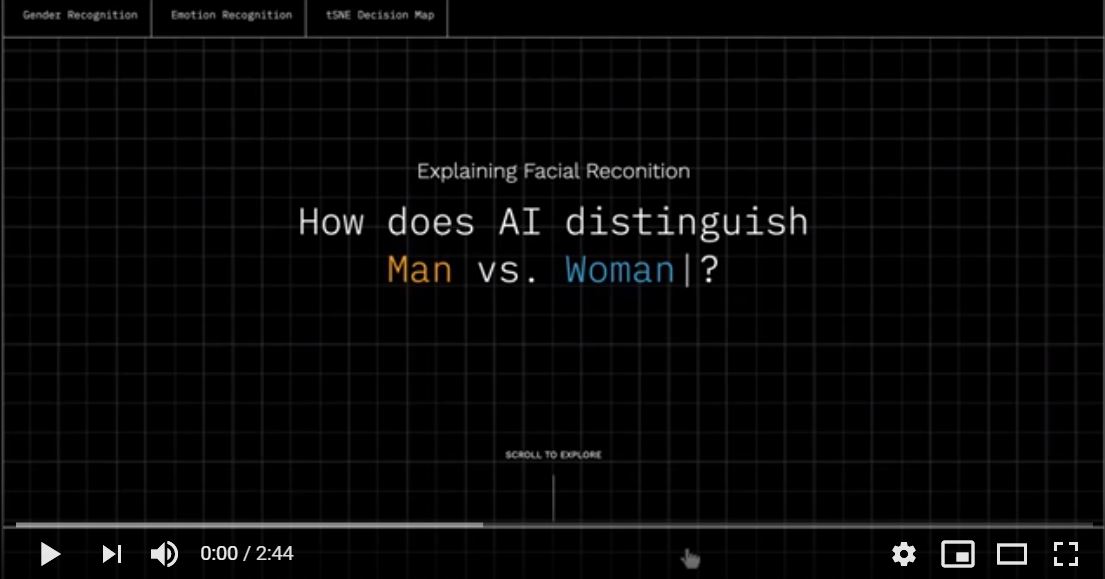 Gender Recognition Emotion Recognition tSNE Decision Map
Explaining Facial Reconition
How does AI distinguish
Man vs. Woman|?
SCROLL TO EXPLORE
0:00 / 2:44